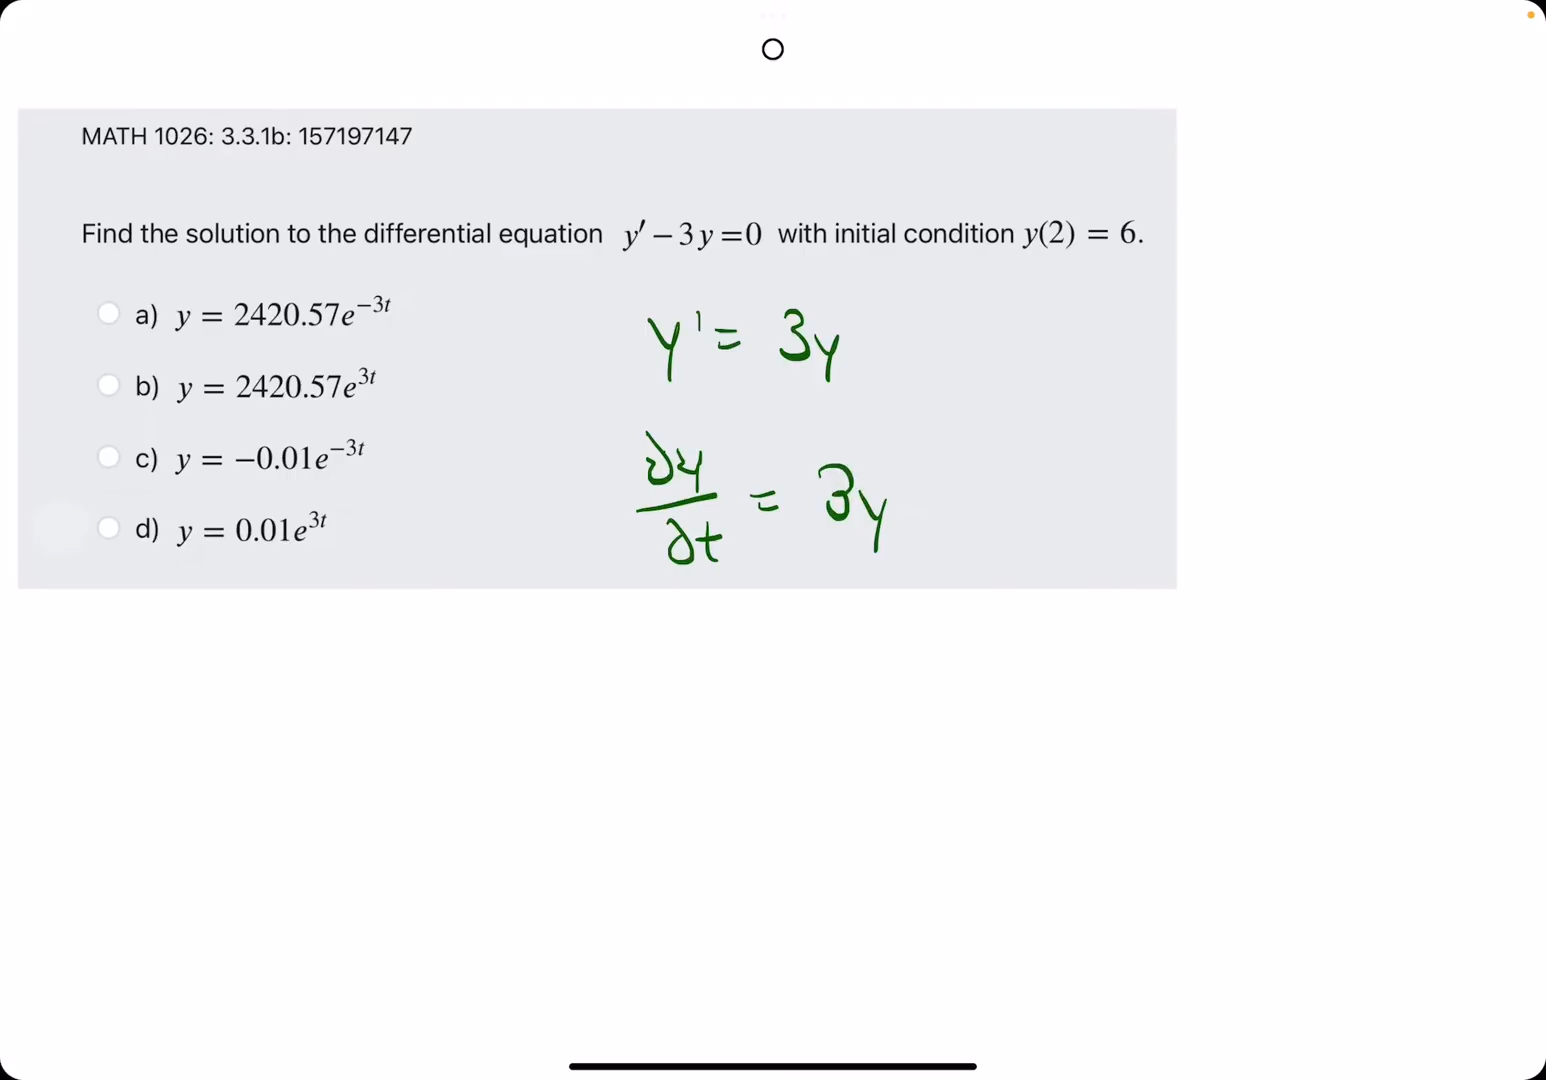 MATH 1026: 3.3.1b: 157197147
Find the solution to the differential equation y′ − 3y = 0 with initial condition y(2) = 6.
a) y = 2420.57e^{−3t}
b) y = 2420.57e^{3t}
c) y = −0.01e^{−3t}
d) y = 0.01e^{3t}
y' = 3y
∂y/∂t = 3y